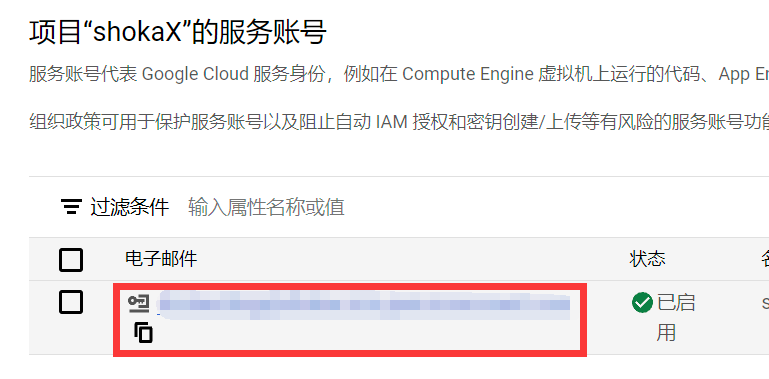 项目“shokaX”的服务账号
服务账号代表 Google Cloud 服务身份，例如在 Compute Engine 虚拟机上运行的代码、App En
组织政策可用于保护服务账号以及阻止自动 IAM 授权和密钥创建/上传等有风险的服务账号功能
过滤条件 输入属性名称或值
电子邮件 状态
已启
用